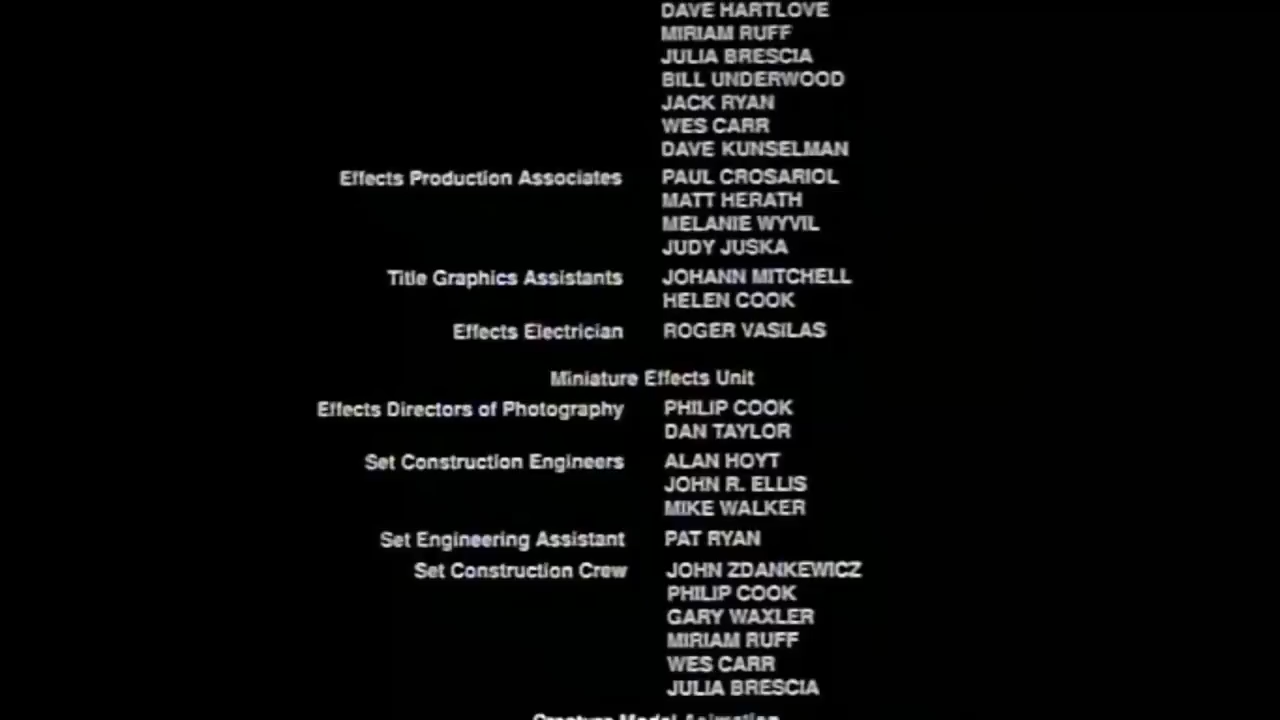 DAVE HARTLOVE
MIRIAM RUFF
JULIA BRESCIA
BILL UNDERWOOD
JACK RYAN
WES CARR
DAVE KUNSELMAN
Effects Production Associates PAUL CROSARIOL
MATT HERATH
MELANIE WYVIL
JUDY JUSKA
Title Graphics Assistants JOHANN MITCHELL
HELEN COOK
Effects Electrician ROGER VASILAS
Miniature Effects Unit
Effects Directors of Photography PHILIP COOK
DAN TAYLOR
Set Construction Engineers ALAN HOYT
JOHN R. ELLIS
MIKE WALKER
Set Engineering Assistant PAT RYAN
Set Construction Crew JOHN ZDANKEWICZ
PHILIP COOK
GARY WAXLER
MIRIAM RUFF
WES CARR
JULIA BRESCIA
Creature Model Animation